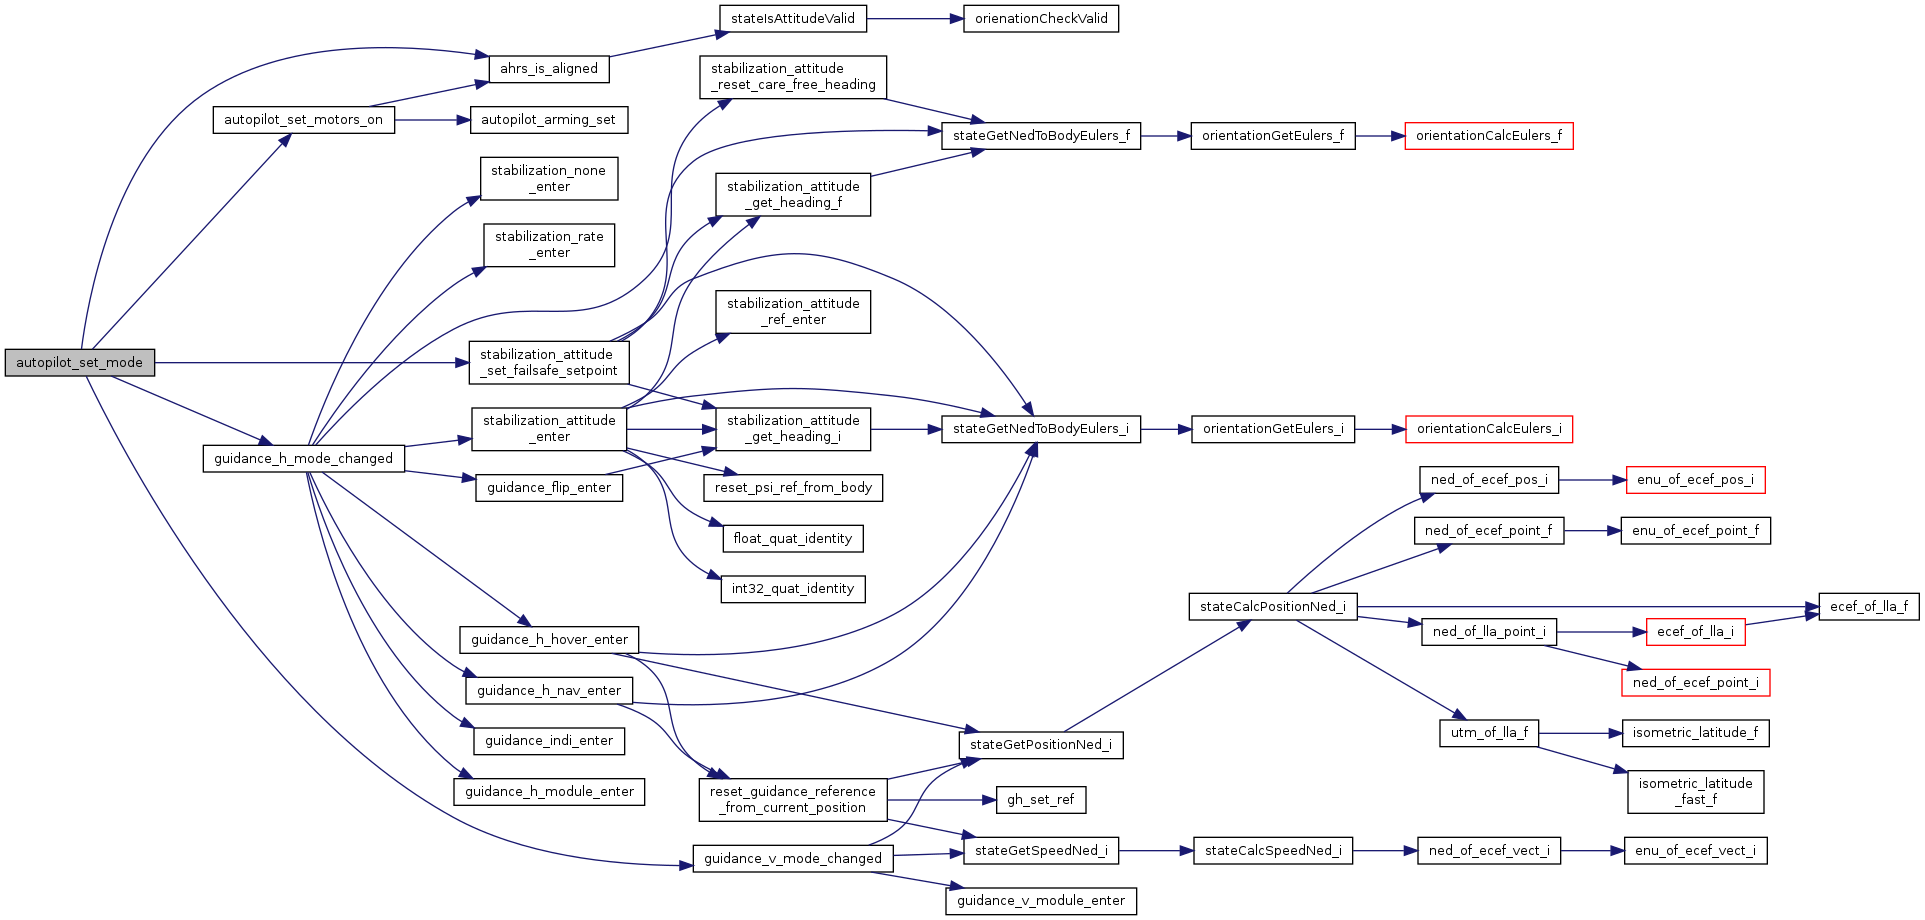 autopilot_set_mode
ahrs_is_aligned
autopilot_set_motors_on
autopilot_arming_set
stabilization_none
_enter
stabilization_rate
_enter
stabilization_attitude
_set_failsafe_setpoint
guidance_h_mode_changed
stabilization_attitude
_enter
guidance_flip_enter
guidance_h_hover_enter
guidance_h_nav_enter
guidance_indi_enter
guidance_h_module_enter
stateIsAttitudeValid
orienationCheckValid
stabilization_attitude
_reset_care_free_heading
stateGetNedToBodyEulers_f
orientationGetEulers_f
orientationCalcEulers_f
stabilization_attitude
_get_heading_f
stabilization_attitude
_ref_enter
stabilization_attitude
_get_heading_i
stateGetNedToBodyEulers_i
orientationGetEulers_i
orientationCalcEulers_i
reset_psi_ref_from_body
float_quat_identity
int32_quat_identity
reset_guidance_reference
_from_current_position
guidance_v_mode_changed
stateGetPositionNed_i
gh_set_ref
stateGetSpeedNed_i
guidance_v_module_enter
stateCalcPositionNed_i
stateCalcSpeedNed_i
ned_of_ecef_pos_i
enu_of_ecef_pos_i
ned_of_ecef_point_f
enu_of_ecef_point_f
ecef_of_lla_f
ned_of_lla_point_i
ecef_of_lla_i
ned_of_ecef_point_i
utm_of_lla_f
isometric_latitude_f
isometric_latitude
_fast_f
ned_of_ecef_vect_i
enu_of_ecef_vect_i